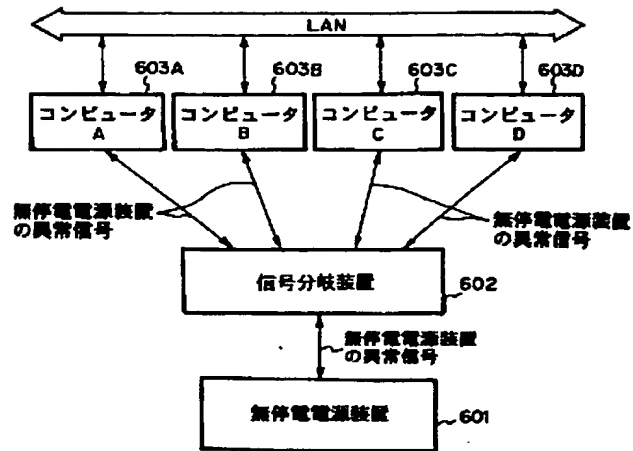 LAN
603A
603B
603C
603D
コンピュータ
A
コンピュータ
B
コンピュータ
C
コンピュータ
D
無停電電源装置
の異常信号
無停電電源装置
の異常信号
信号分岐装置
602
無停電電源装置
の異常信号
無停電電源装置
601